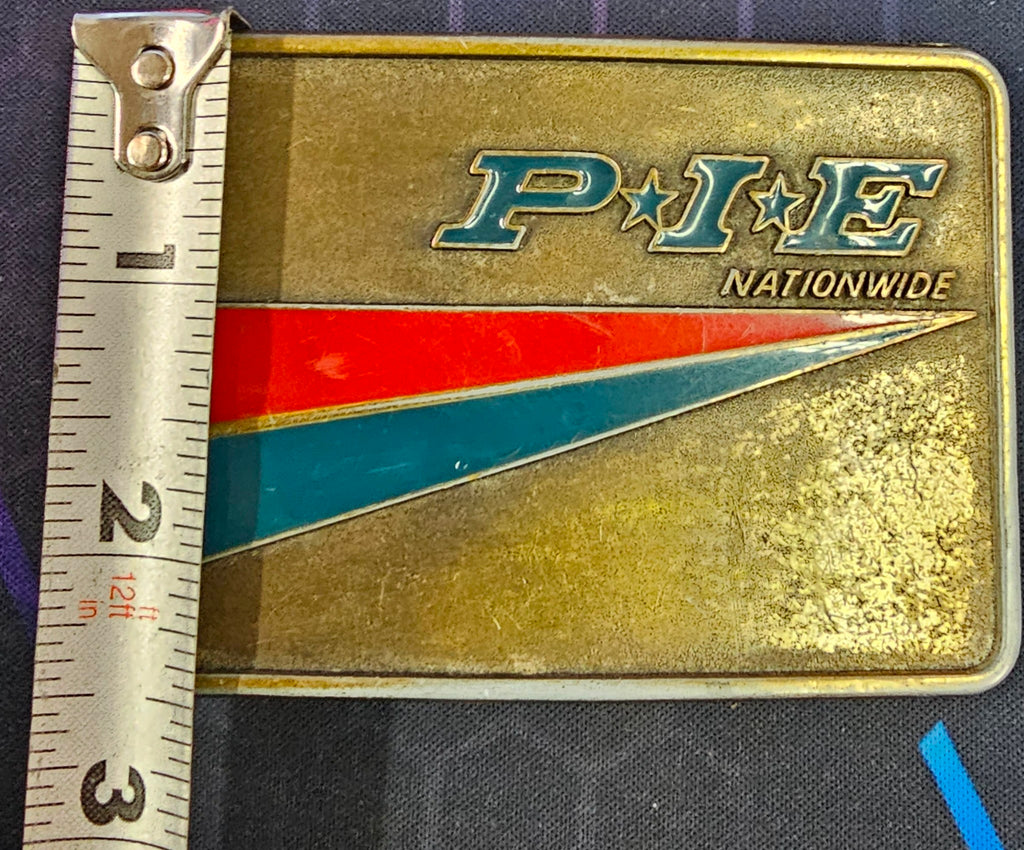 P★I★E
NATIONWIDE
1
2
12ft
in
3